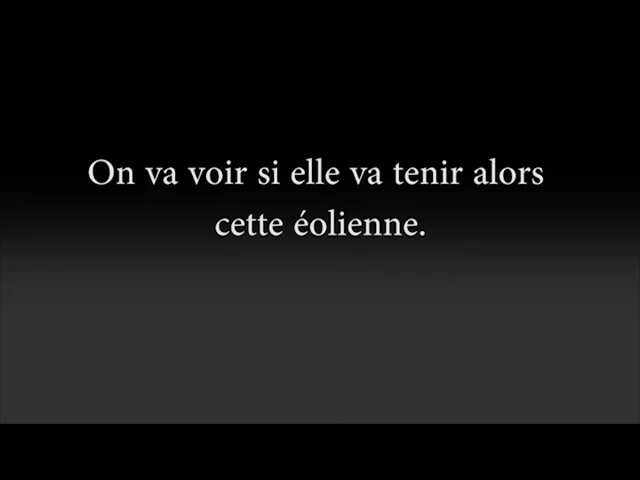 On va voir si elle va tenir alors
cette éolienne.